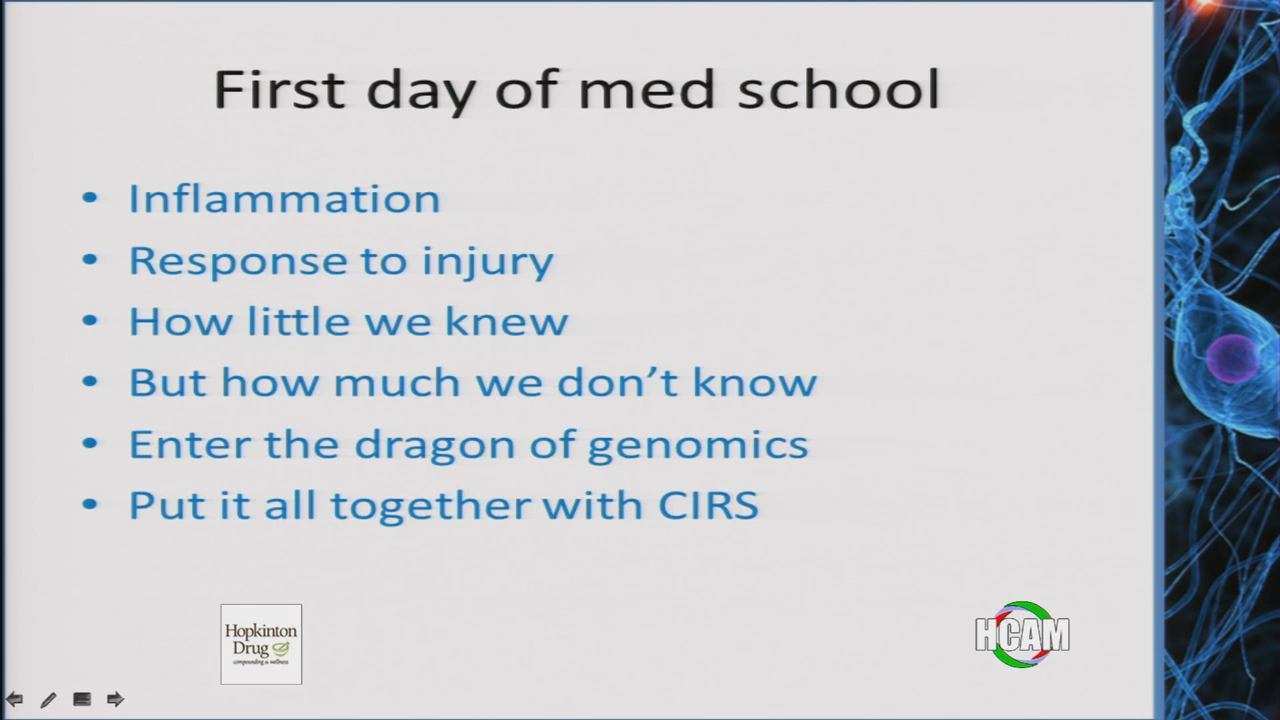 First day of med school
• Inflammation
• Response to injury
• How little we knew
• But how much we don't know
• Enter the dragon of genomics
• Put it all together with CIRS
Hopkinton
Drug
compounding & wellness
HCAM